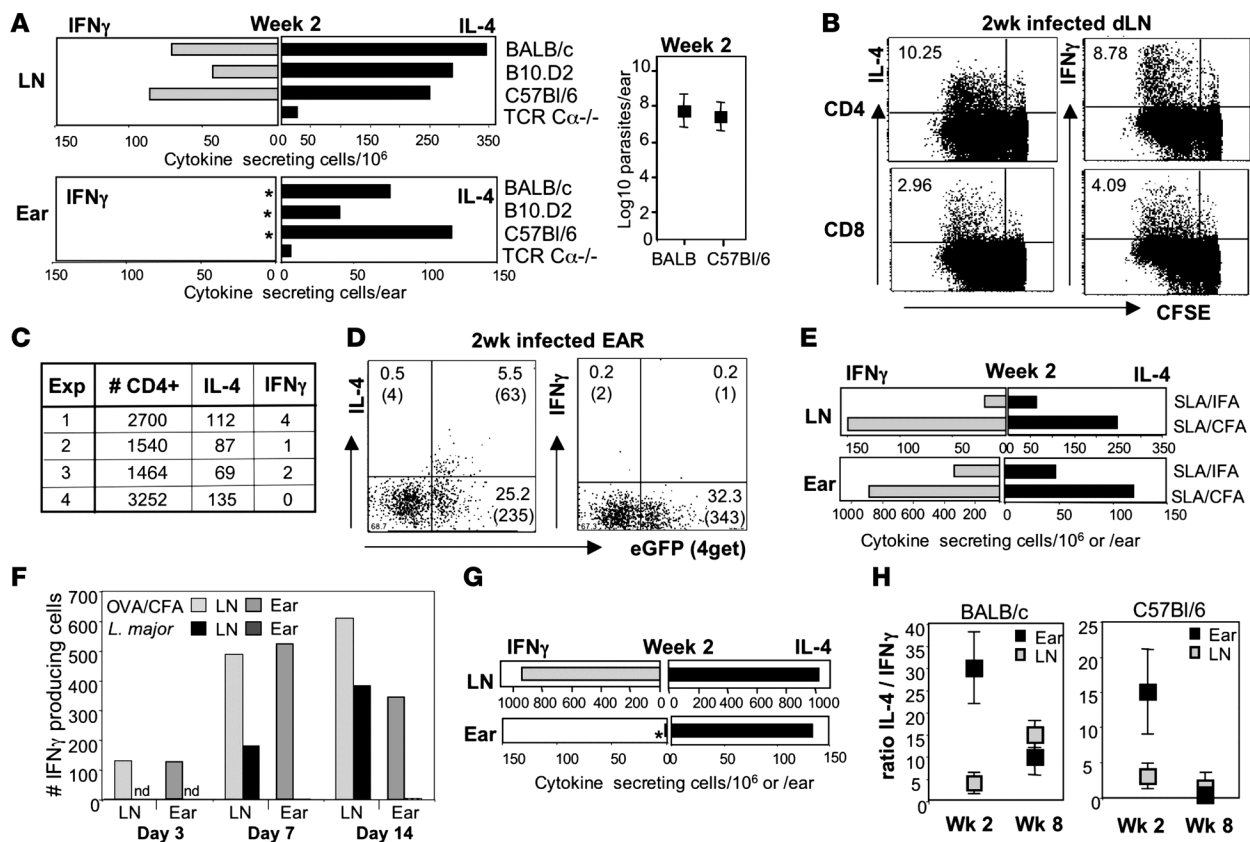 A
IFNγ Week 2 IL-4
LN
BALB/c
B10.D2
C57Bl/6
TCR Cα-/-
150 100 50 0 0 50 150 250 350
Cytokine secreting cells/10⁶
Ear
IFNγ IL-4
* BALB/c
* B10.D2
* C57Bl/6
TCR Cα-/-
150 100 50 0 0 50 100 150
Cytokine secreting cells/ear
Week 2
Log10 parasites/ear
10
8
6
4
2
0
BALB C57Bl/6
B
2wk infected dLN
IL-4 IFNγ
CD4
10.25 8.78
CD8
2.96 4.09
CFSE
C
Exp # CD4+ IL-4 IFNγ
1 2700 112 4
2 1540 87 1
3 1464 69 2
4 3252 135 0
D
2wk infected EAR
IL-4 IFNγ
0.5 5.5 0.2 0.2
(4) (63) (2) (1)
25.2 32.3
(235) (343)
68.7 67.3
eGFP (4get)
E
IFNγ Week 2 IL-4
LN
SLA/IFA
SLA/CFA
150 100 50 0 0 50 150 250 350
Ear
SLA/IFA
SLA/CFA
1000 800 600 400 200 0 50 100 150
Cytokine secreting cells/10⁶ or /ear
F
# IFNγ producing cells
700
600
500
400
300
200
100
0
OVA/CFA LN Ear
L. major LN Ear
nd nd
LN Ear LN Ear LN Ear
Day 3 Day 7 Day 14
G
IFNγ Week 2 IL-4
LN
1000 800 600 400 200 0 0 200 400 600 800 1000
Ear
*
150 100 50 0 0 50 100 150
Cytokine secreting cells/10⁶ or /ear
H
BALB/c C57Bl/6
ratio IL-4 / IFNγ
40
35
30
25
20
15
10
5
0
Ear
LN
Wk 2 Wk 8
25
20
15
10
5
0
Ear
LN
Wk 2 Wk 8